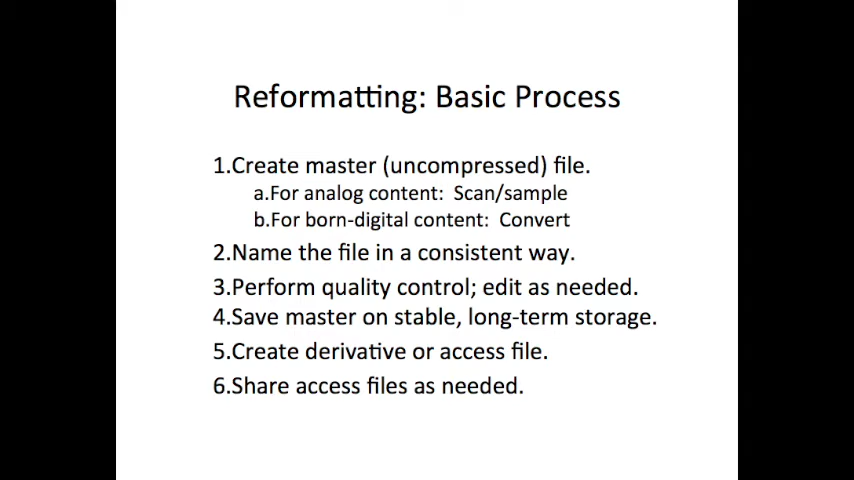 Reformatting: Basic Process
1.Create master (uncompressed) file.
a.For analog content:  Scan/sample
b.For born-digital content:  Convert
2.Name the file in a consistent way.
3.Perform quality control; edit as needed.
4.Save master on stable, long-term storage.
5.Create derivative or access file.
6.Share access files as needed.